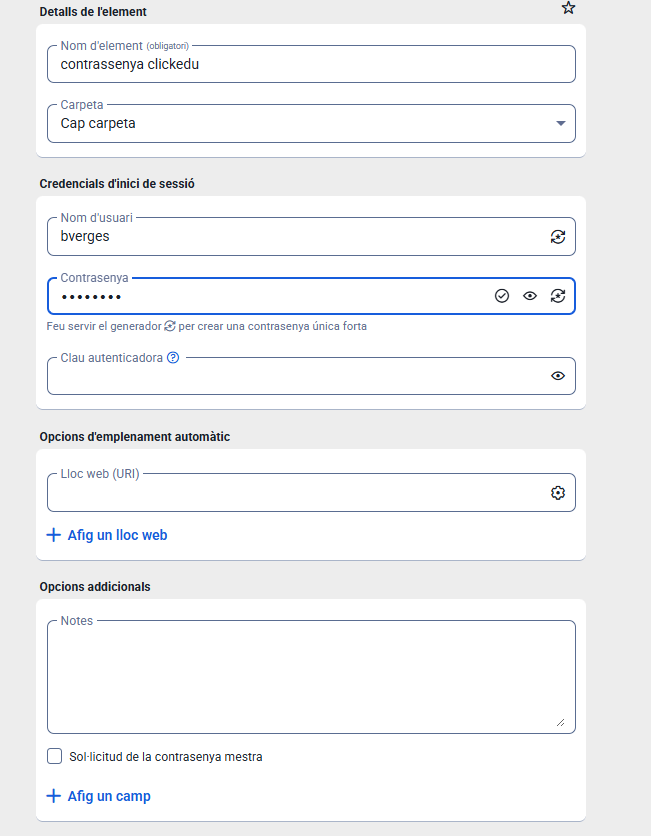 Detalls de l'element
Nom d'element (obligatori)
contrassenya clickedu
Carpeta
Cap carpeta
Credencials d'inici de sessió
Nom d'usuari
bverges
Contrasenya
••••••••
Feu servir el generador per crear una contrasenya única forta
Clau autenticadora
Opcions d'emplenament automàtic
Lloc web (URI)
Afig un lloc web
Opcions addicionals
Notes
Sol·licitud de la contrasenya mestra
Afig un camp